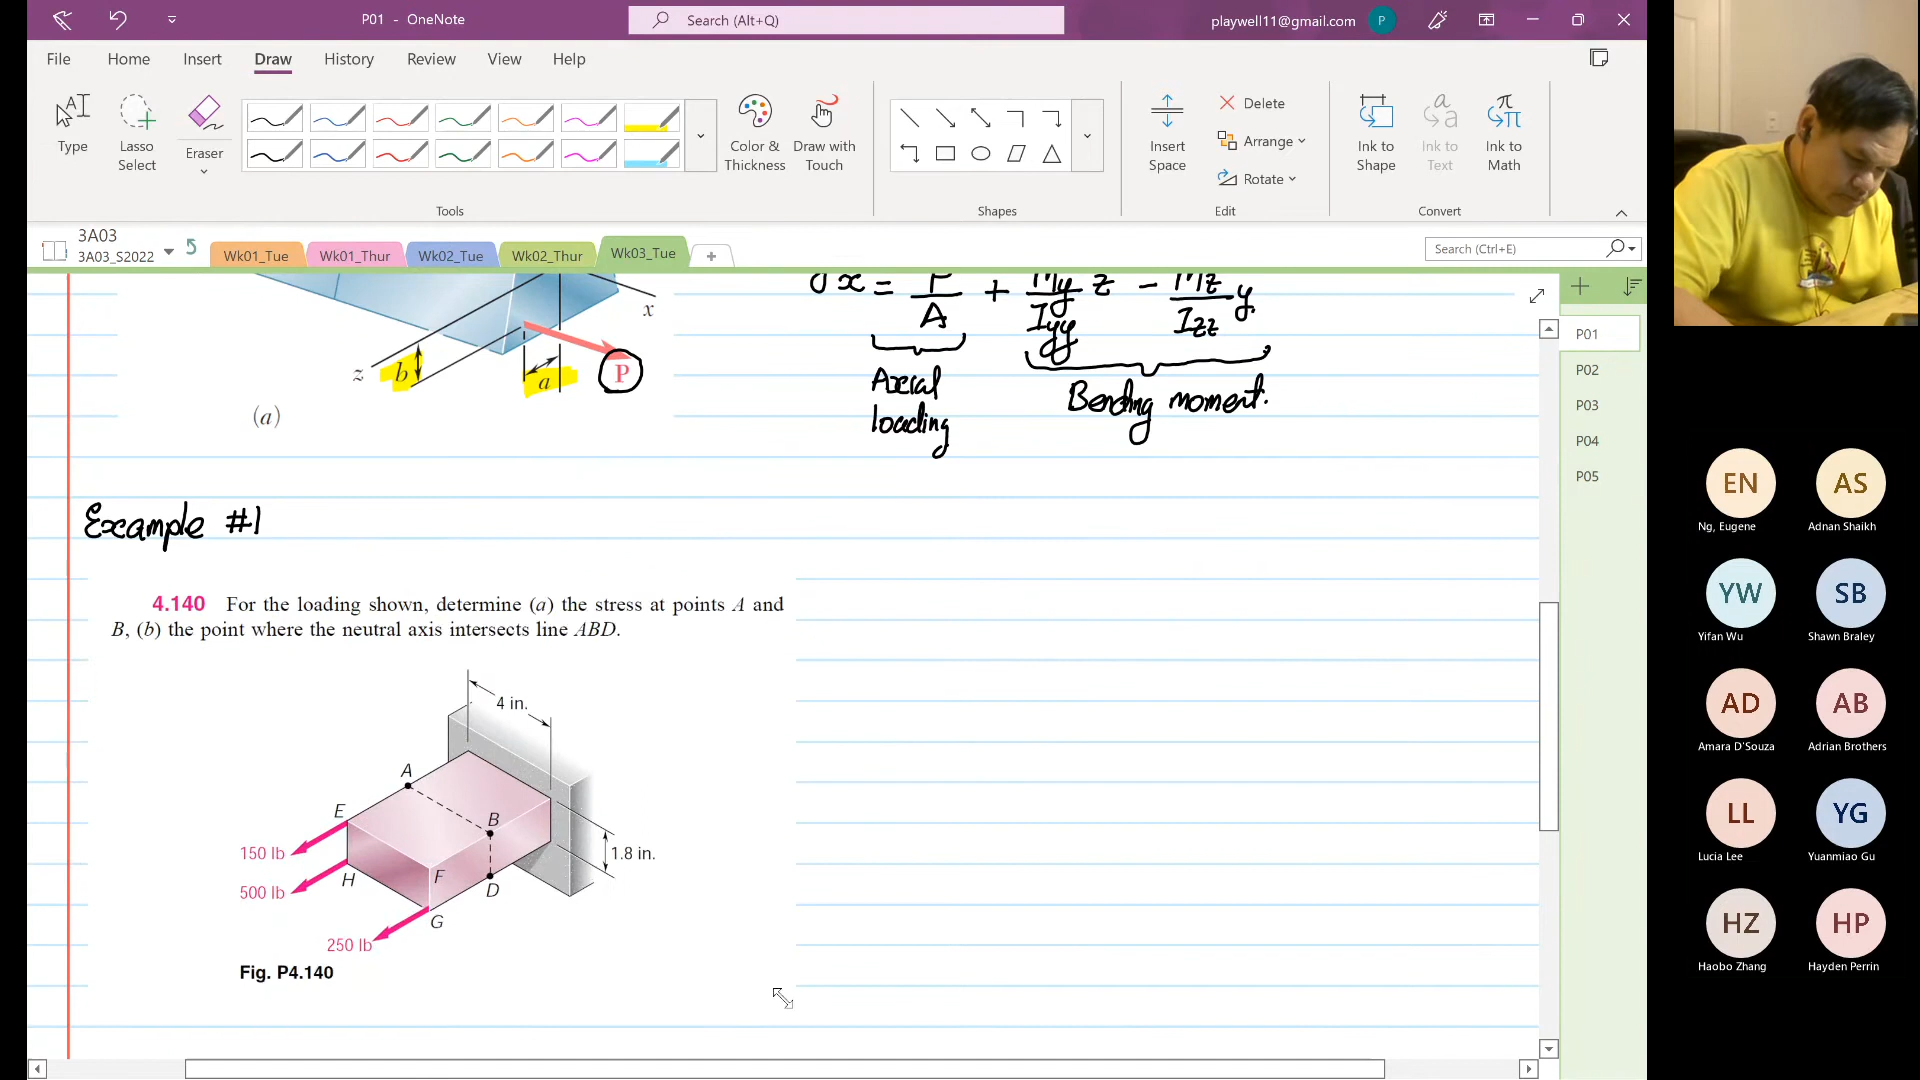 P01 - OneNote
Search (Alt+Q)
playwell11@gmail.com
P
File
Home
Insert
Draw
History
Review
View
Help
Type
Lasso Select
Eraser
Color & Thickness
Draw with Touch
Insert Space
Delete
Arrange
Rotate
Ink to Shape
Ink to Text
Ink to Math
Tools
Shapes
Edit
Convert
3A03
3A03_S2022
Wk01_Tue
Wk01_Thur
Wk02_Tue
Wk02_Thur
Wk03_Tue
Search (Ctrl+E)
P01
P02
P03
P04
P05
x
z
b
a
P
(a)
σx = P/A + My/Iyy z - Mz/Izz y
Axial loading
Bending moment.
Example #1
4.140 For the loading shown, determine (a) the stress at points A and
B, (b) the point where the neutral axis intersects line ABD.
4 in.
A
E
B
150 lb
1.8 in.
H
F
D
500 lb
G
250 lb
Fig. P4.140
EN
Ng, Eugene
AS
Adnan Shaikh
YW
Yifan Wu
SB
Shawn Braley
AD
Amara D'Souza
AB
Adrian Brothers
LL
Lucia Lee
YG
Yuanmiao Gu
HZ
Haobo Zhang
HP
Hayden Perrin